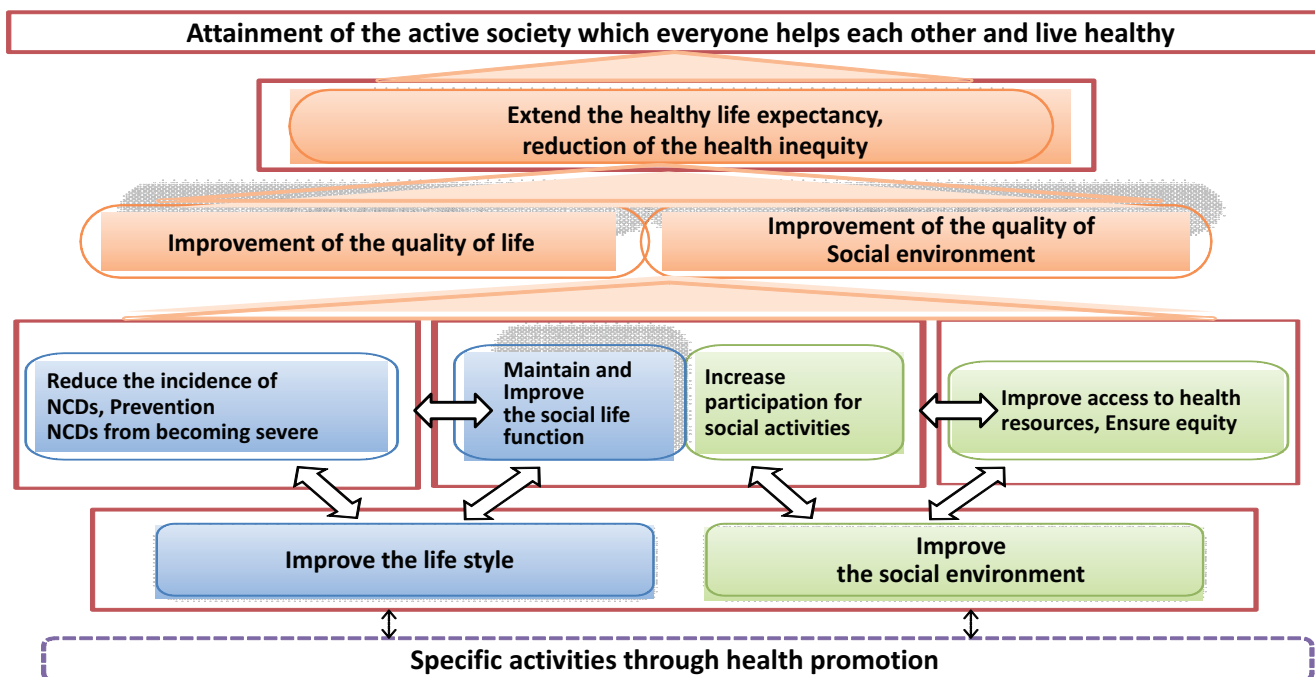 Attainment of the active society which everyone helps each other and live healthy
Extend the healthy life expectancy,
reduction of the health inequity
Improvement of the quality of life
Improvement of the quality of
Social environment
Reduce the incidence of
NCDs, Prevention
NCDs from becoming severe
Maintain and
Improve
the social life
function
Increase
participation for
social activities
Improve access to health
resources, Ensure equity
Improve the life style
Improve
the social environment
Specific activities through health promotion